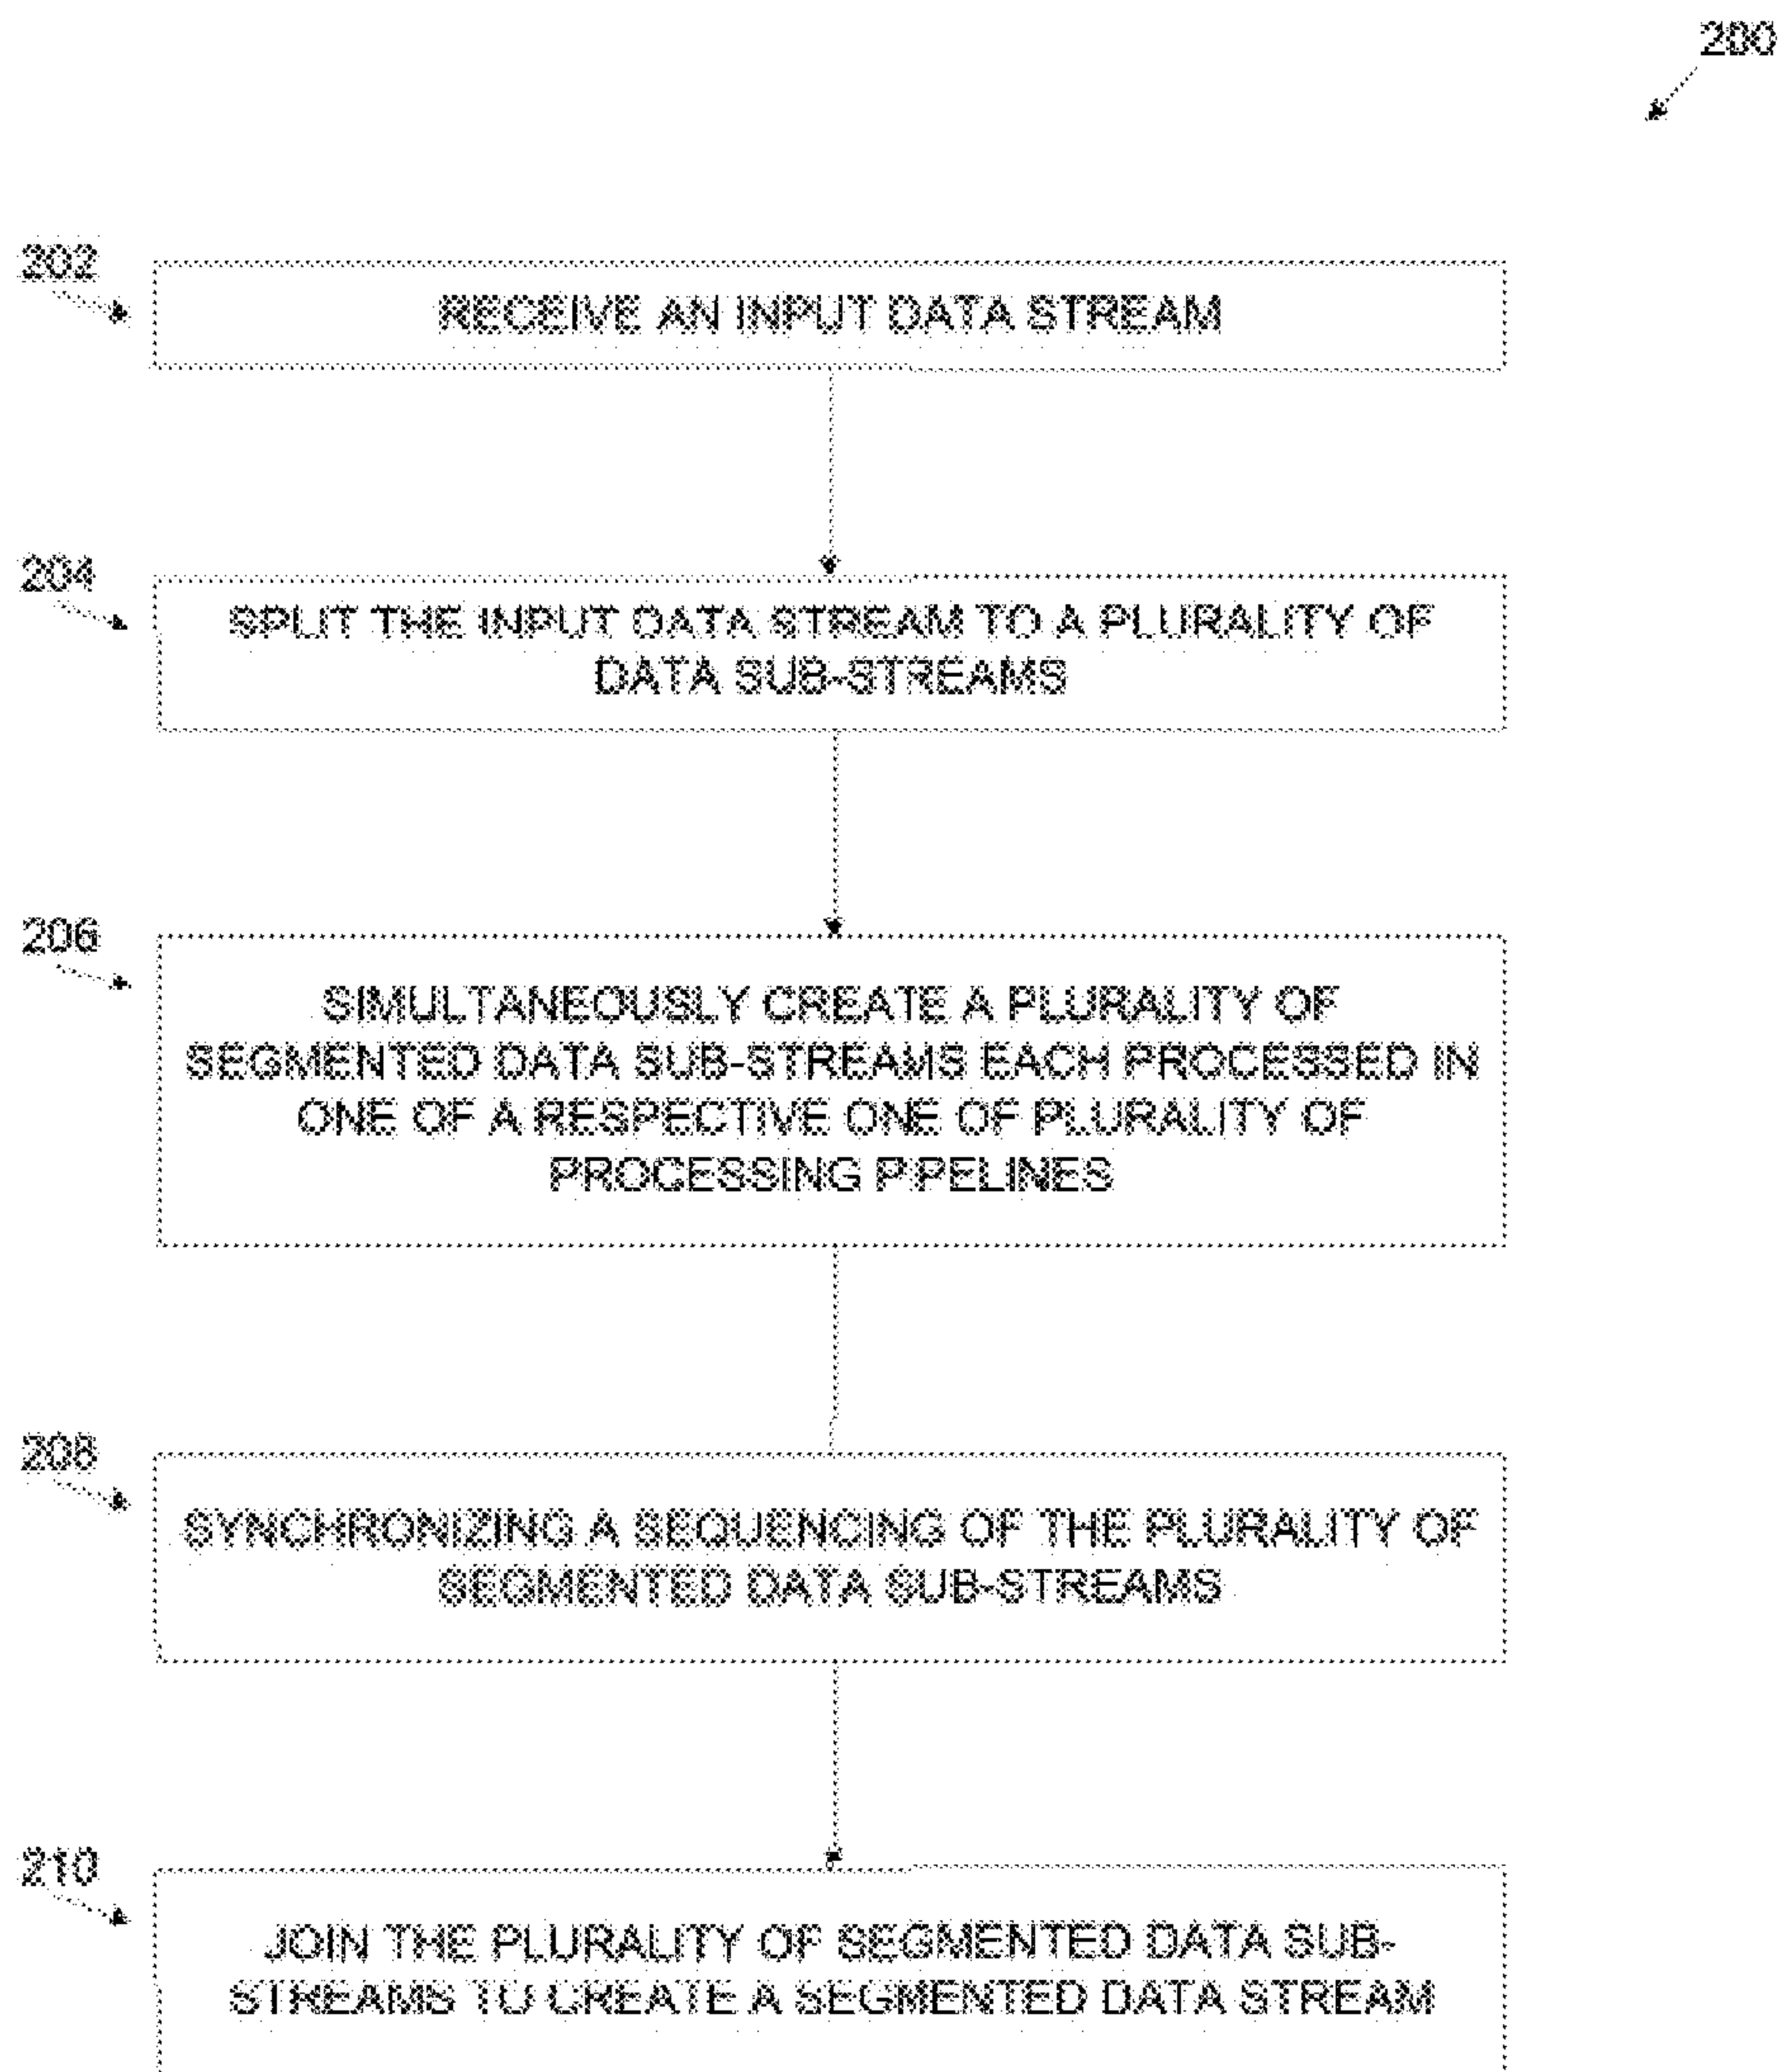 200
202
RECEIVE AN INPUT DATA STREAM
204
SPLIT THE INPUT DATA STREAM TO A PLURALITY OF
DATA SUB-STREAMS
206
SIMULTANEOUSLY CREATE A PLURALITY OF
SEGMENTED DATA SUB-STREAMS EACH PROCESSED IN
ONE OF A RESPECTIVE ONE OF PLURALITY OF
PROCESSING PIPELINES
208
SYNCHRONIZING A SEQUENCING OF THE PLURALITY OF
SEGMENTED DATA SUB-STREAMS
210
JOIN THE PLURALITY OF SEGMENTED DATA SUB-
STREAMS TO CREATE A SEGMENTED DATA STREAM